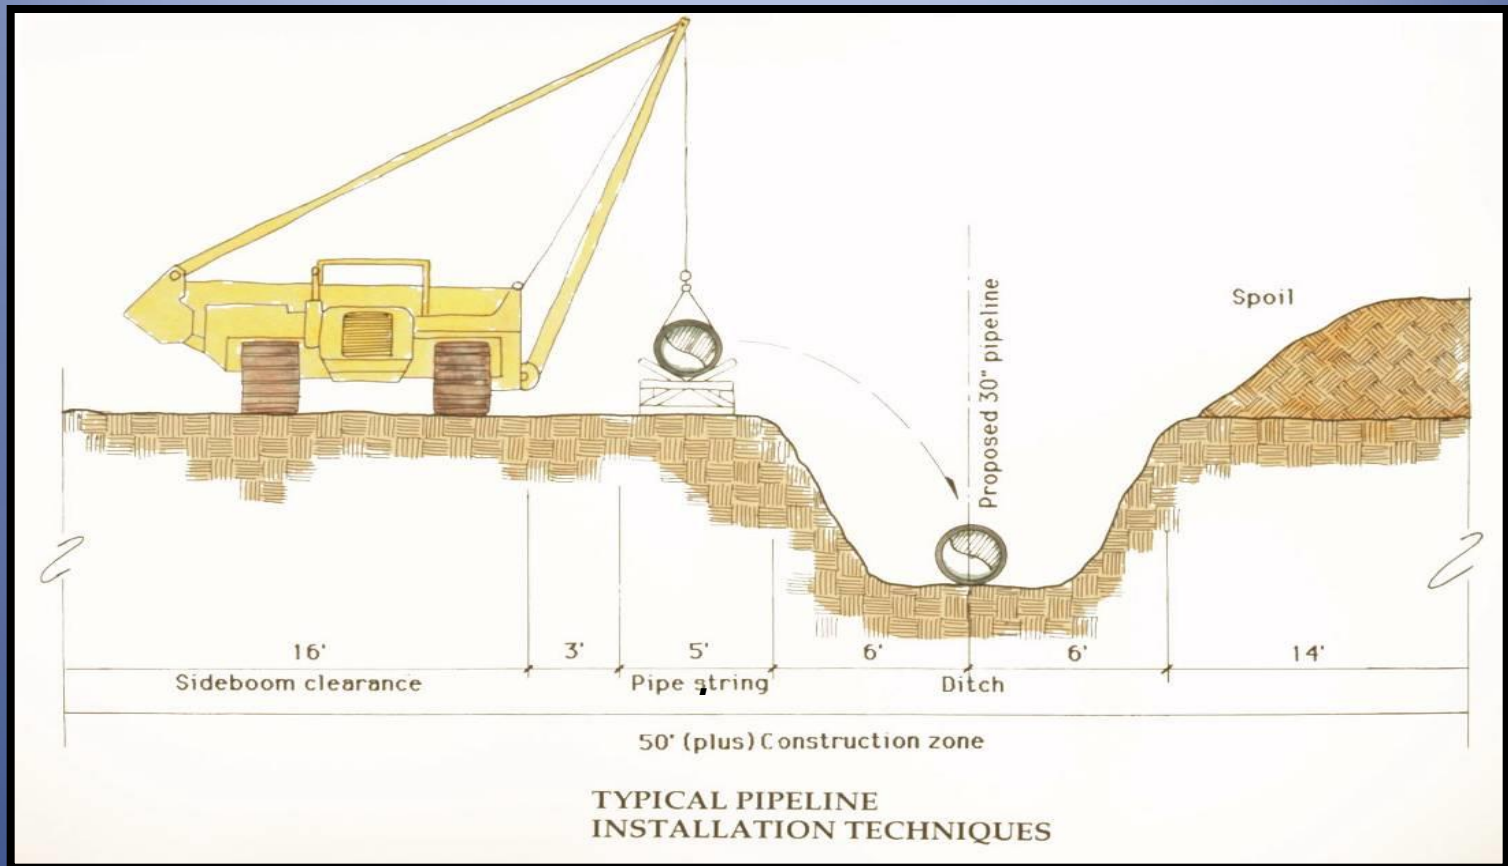 Spoil
Proposed 30" pipeline
16' 3' 5' 6' 6' 14'
Sideboom clearance Pipe string Ditch
50' (plus) Construction zone
TYPICAL PIPELINE
INSTALLATION TECHNIQUES